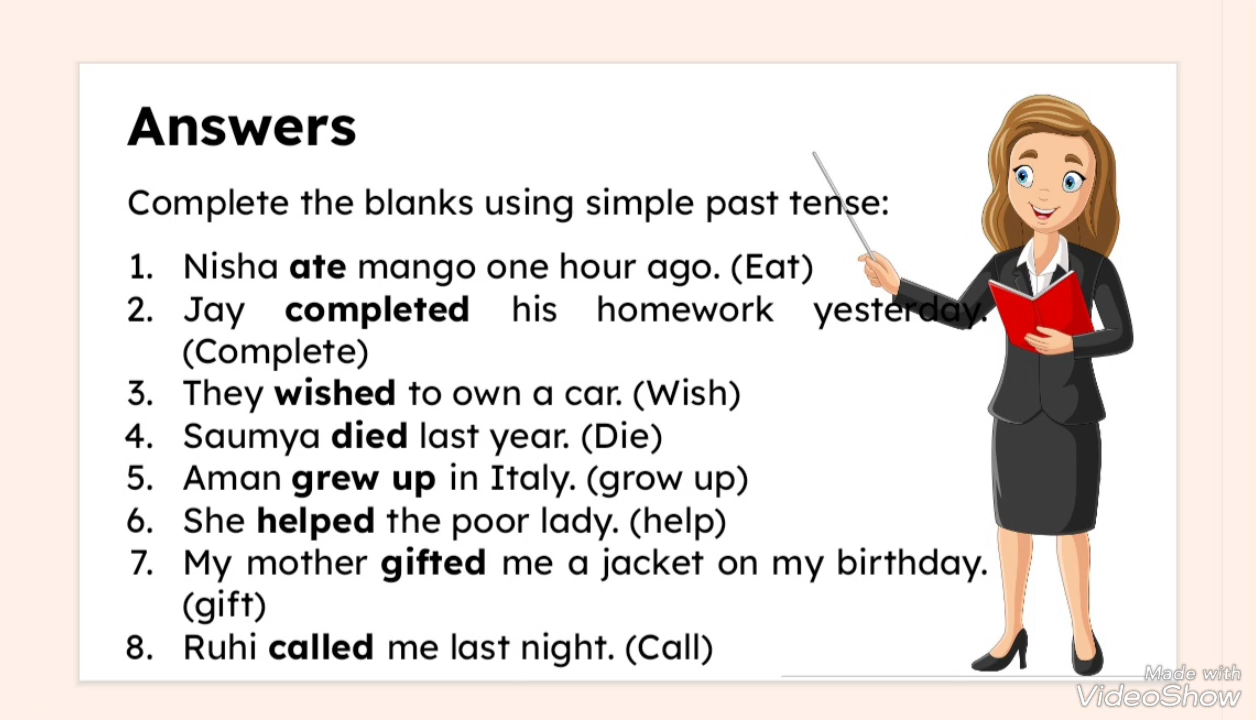 Answers
Complete the blanks using simple past tense:
1. Nisha ate mango one hour ago. (Eat)
2. Jay completed his homework yesterday.
(Complete)
3. They wished to own a car. (Wish)
4. Saumya died last year. (Die)
5. Aman grew up in Italy. (grow up)
6. She helped the poor lady. (help)
7. My mother gifted me a jacket on my birthday.
(gift)
8. Ruhi called me last night. (Call)
Made with
VideoShow